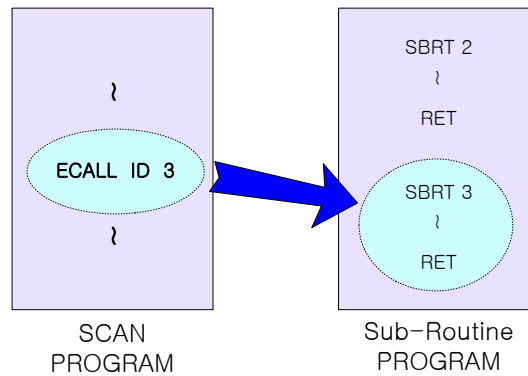 ~
ECALL ID 3
~
SCAN
PROGRAM
SBRT 2
~
RET
SBRT 3
~
RET
Sub-Routine
PROGRAM